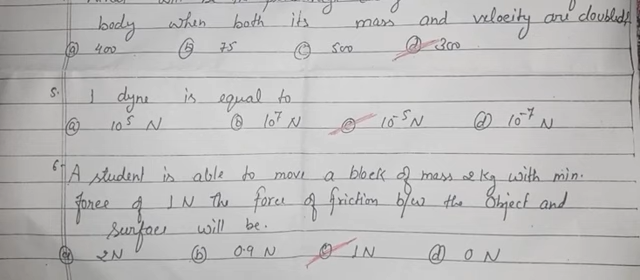 body when both its mass and velocity are doubled
(a) 400 (b) 75 (c) 500 (d) 300
5. 1 dyne is equal to
(a) 10⁵ N (b) 10⁷ N (c) 10⁻⁵ N (d) 10⁻⁷ N
6. A student is able to move a block of mass 2 kg with min.
force of 1N The force of friction b/w the Object and
surface will be.
(a) 2N (b) 0.9 N (c) 1N (d) 0 N